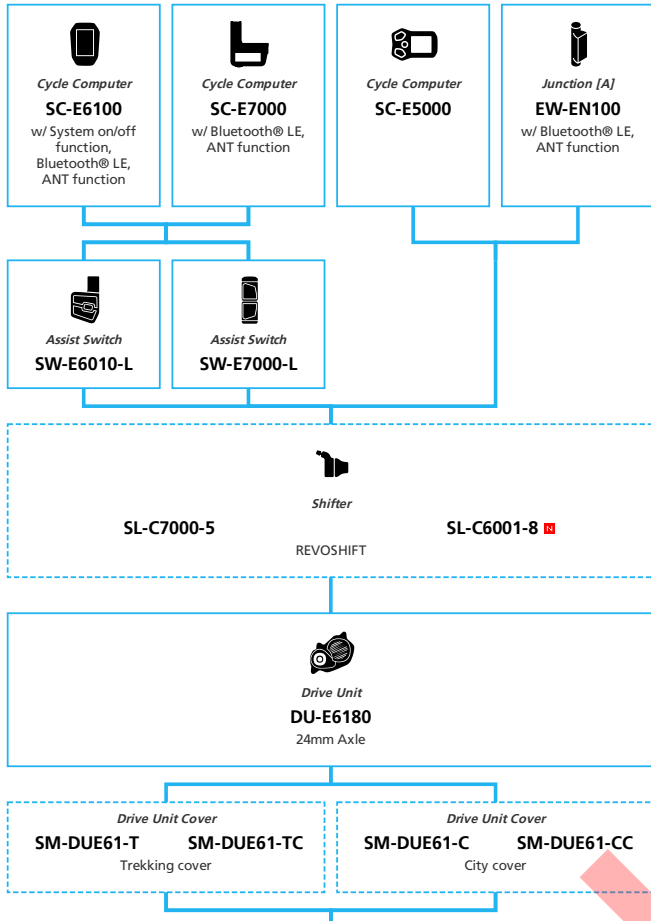 Cycle Computer
SC-E6100
w/ System on/off
function,
Bluetooth® LE,
ANT function
Cycle Computer
SC-E7000
w/ Bluetooth® LE,
ANT function
Cycle Computer
SC-E5000
Junction [A]
EW-EN100
w/ Bluetooth® LE,
ANT function
Assist Switch
SW-E6010-L
Assist Switch
SW-E7000-L
Shifter
SL-C7000-5 SL-C6001-8 N
REVOSHIFT
Drive Unit
DU-E6180
24mm Axle
Drive Unit Cover
SM-DUE61-T SM-DUE61-TC
Trekking cover
Drive Unit Cover
SM-DUE61-C SM-DUE61-CC
City cover